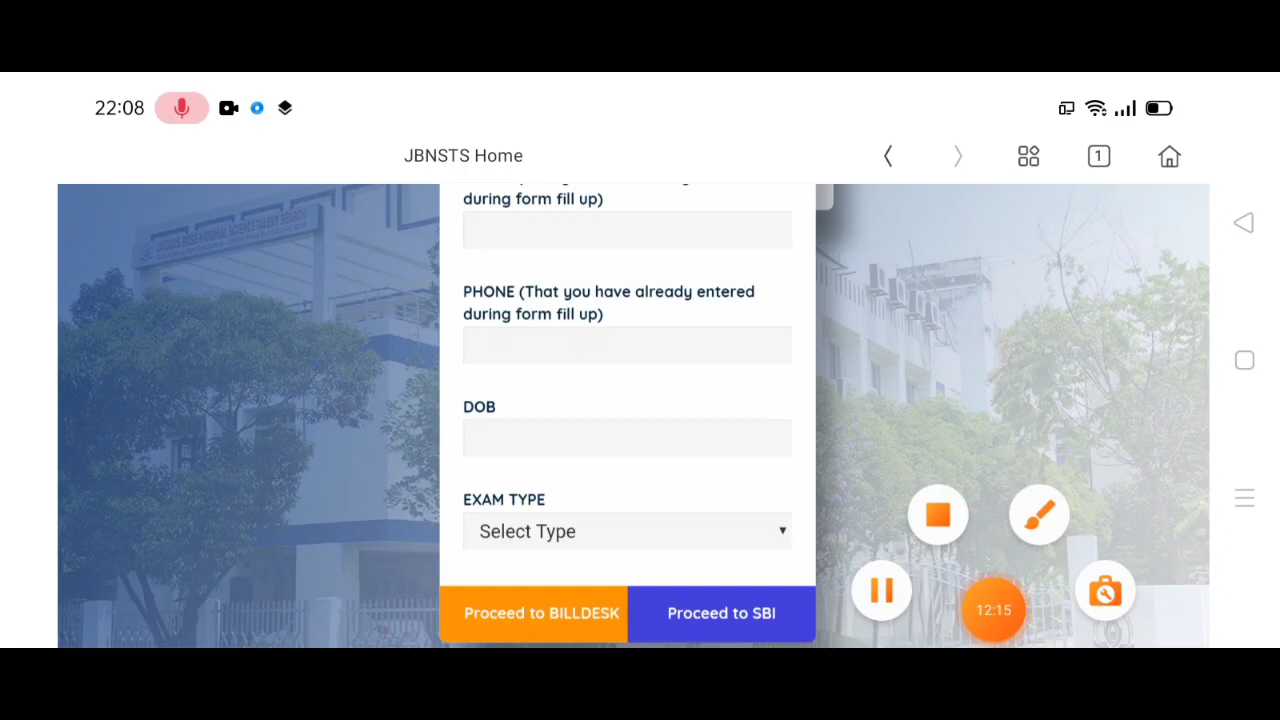 22:08
JBNSTS Home
1
during form fill up)
PHONE (That you have already entered
during form fill up)
DOB
EXAM TYPE
Select Type
Proceed to BILLDESK
Proceed to SBI
12:15